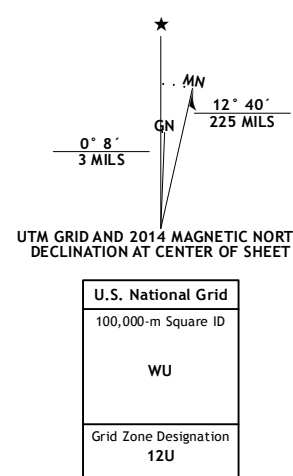 ★
MN
12° 40´
225 MILS
GN
0° 8´
3 MILS
UTM GRID AND 2014 MAGNETIC NORT
DECLINATION AT CENTER OF SHEET
U.S. National Grid
100,000-m Square ID
WU
Grid Zone Designation
12U